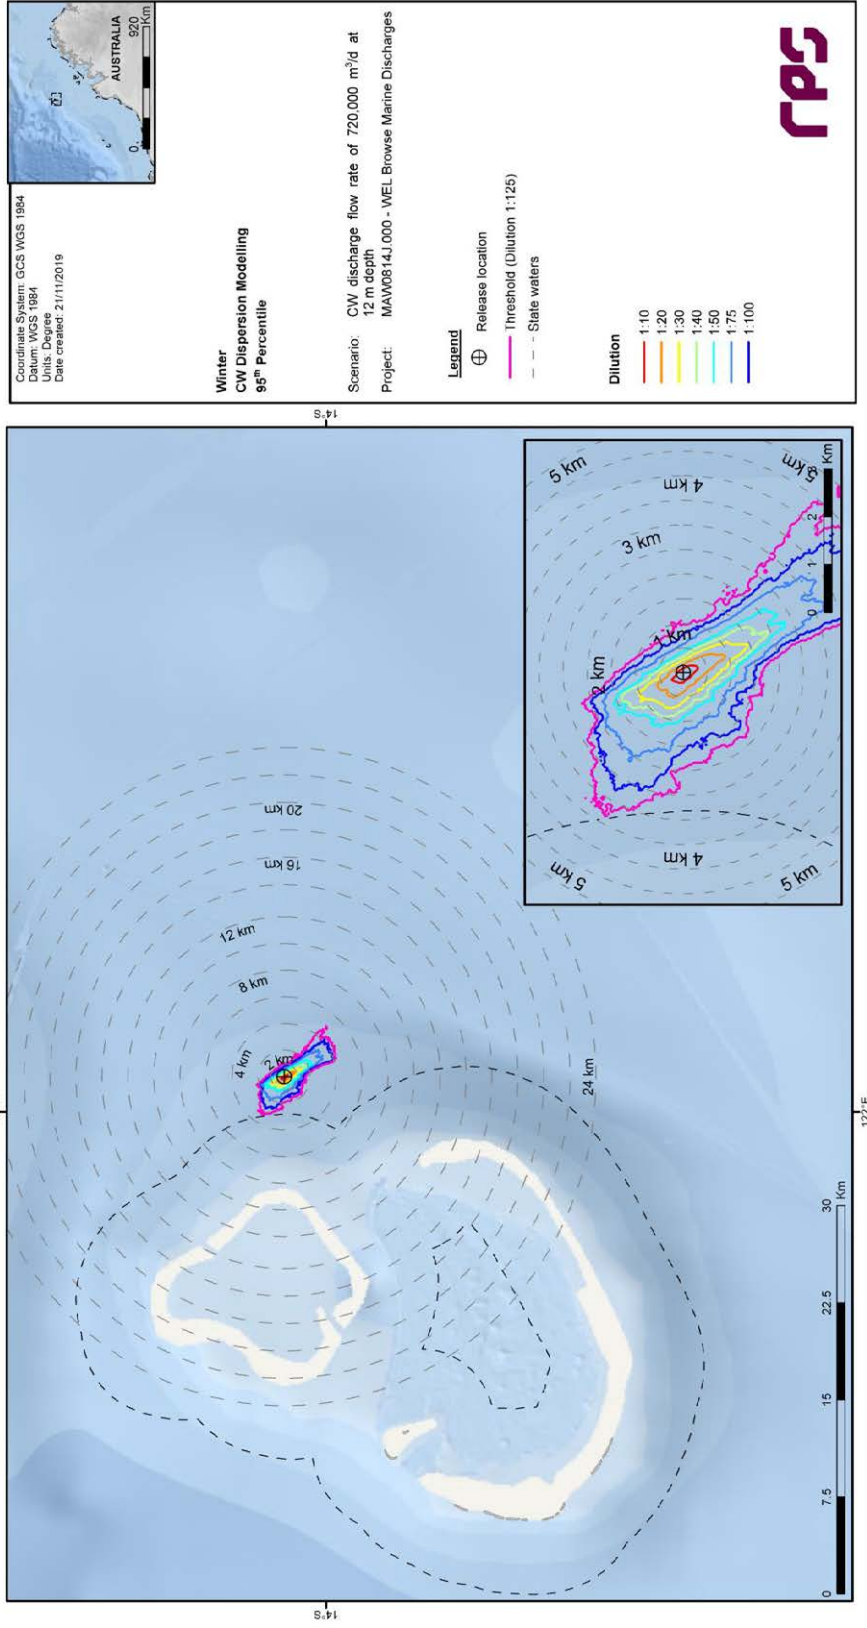 Coordinate System: GCS WGS 1984
Datum: WGS 1984
Units: Degree
Date created: 21/11/2019
AUSTRALIA
0
920
Km
Winter
CW Dispersion Modelling
95th Percentile
Scenario: CW discharge flow rate of 720,000 m³/d at
12 m depth
Project: MAW0814J.000 - WEL Browse Marine Discharges
Legend
Release location
Threshold (Dilution 1:125)
State waters
Dilution
1:10
1:20
1:30
1:40
1:50
1:75
1:100
rps
14°S
14°S
122°E
2 km
4 km
8 km
12 km
16 km
20 km
24 km
0 7.5 15 22.5 30
Km
1 km
2 km
3 km
4 km
4 km
5 km
5 km
5 km
5 km
0 1 2 3
Km